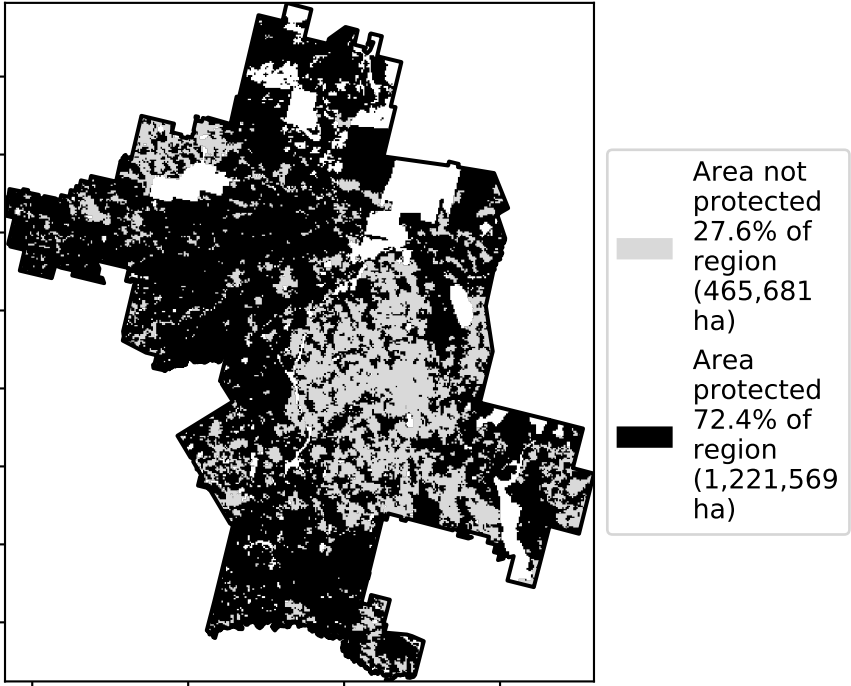 Area not
protected
27.6% of
region
(465,681
ha)
Area
protected
72.4% of
region
(1,221,569
ha)